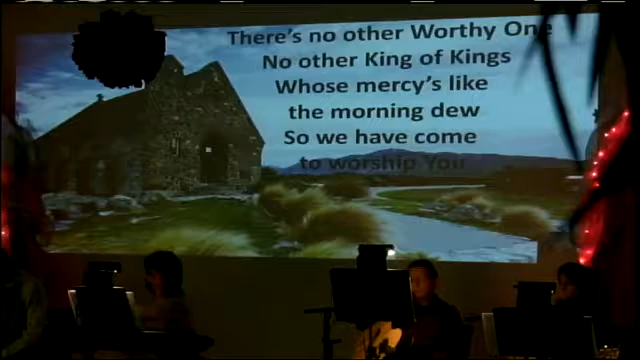 There's no other Worthy One
No other King of Kings
Whose mercy's like
the morning dew
So we have come
to worship You